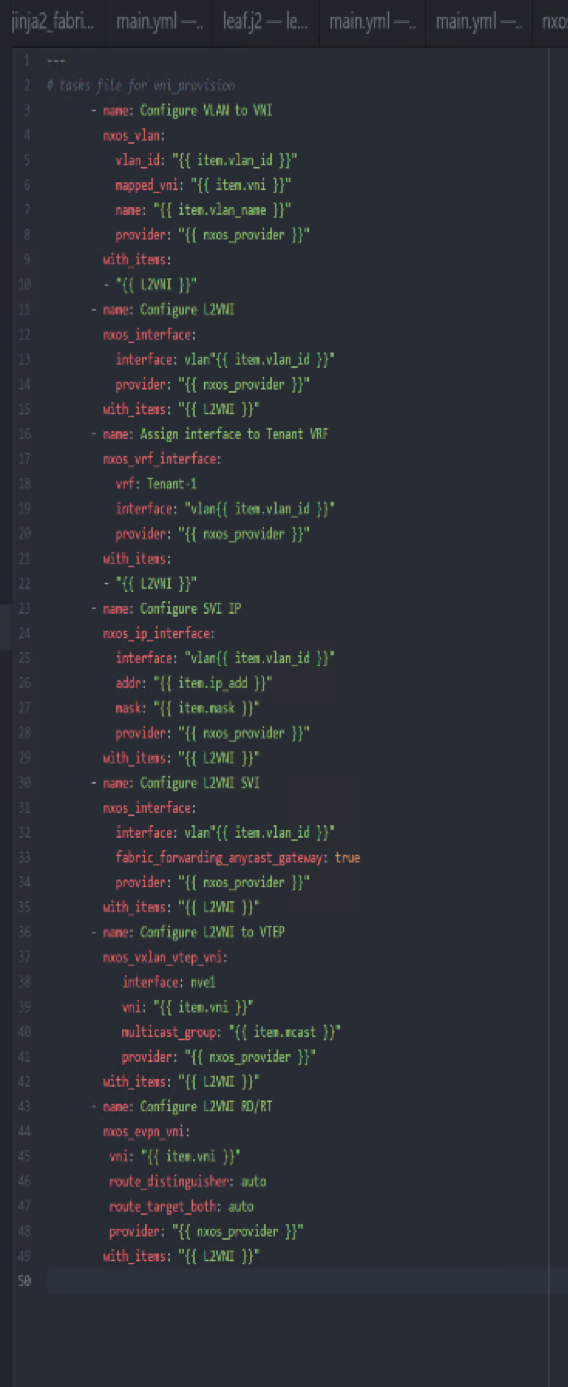 jinja2_fabri... main.yml —.. leaf.j2 — le... main.yml —.. main.yml —.. nxos
1 ---
2 # tasks file for vni_provision
3 - name: Configure VLAN to VNI
4 nxos_vlan:
5 vlan_id: "{{ item.vlan_id }}"
6 mapped_vni: "{{ item.vni }}"
7 name: "{{ item.vlan_name }}"
8 provider: "{{ nxos_provider }}"
9 with_items:
10 - "{{ L2VNI }}"
11 - name: Configure L2VNI
12 nxos_interface:
13 interface: vlan"{{ item.vlan_id }}"
14 provider: "{{ nxos_provider }}"
15 with_items: "{{ L2VNI }}"
16 - name: Assign interface to Tenant VRF
17 nxos_vrf_interface:
18 vrf: Tenant-1
19 interface: "vlan{{ item.vlan_id }}"
20 provider: "{{ nxos_provider }}"
21 with_items:
22 - "{{ L2VNI }}"
23 - name: Configure SVI IP
24 nxos_ip_interface:
25 interface: "vlan{{ item.vlan_id }}"
26 addr: "{{ item.ip_add }}"
27 mask: "{{ item.mask }}"
28 provider: "{{ nxos_provider }}"
29 with_items: "{{ L2VNI }}"
30 - name: Configure L2VNI SVI
31 nxos_interface:
32 interface: vlan"{{ item.vlan_id }}"
33 fabric_forwarding_anycast_gateway: true
34 provider: "{{ nxos_provider }}"
35 with_items: "{{ L2VNI }}"
36 - name: Configure L2VNI to VTEP
37 nxos_vxlan_vtep_vni:
38 interface: nve1
39 vni: "{{ item.vni }}"
40 multicast_group: "{{ item.mcast }}"
41 provider: "{{ nxos_provider }}"
42 with_items: "{{ L2VNI }}"
43 - name: Configure L2VNI RD/RT
44 nxos_evpn_vni:
45 vni: "{{ item.vni }}"
46 route_distinguisher: auto
47 route_target_both: auto
48 provider: "{{ nxos_provider }}"
49 with_items: "{{ L2VNI }}"
50